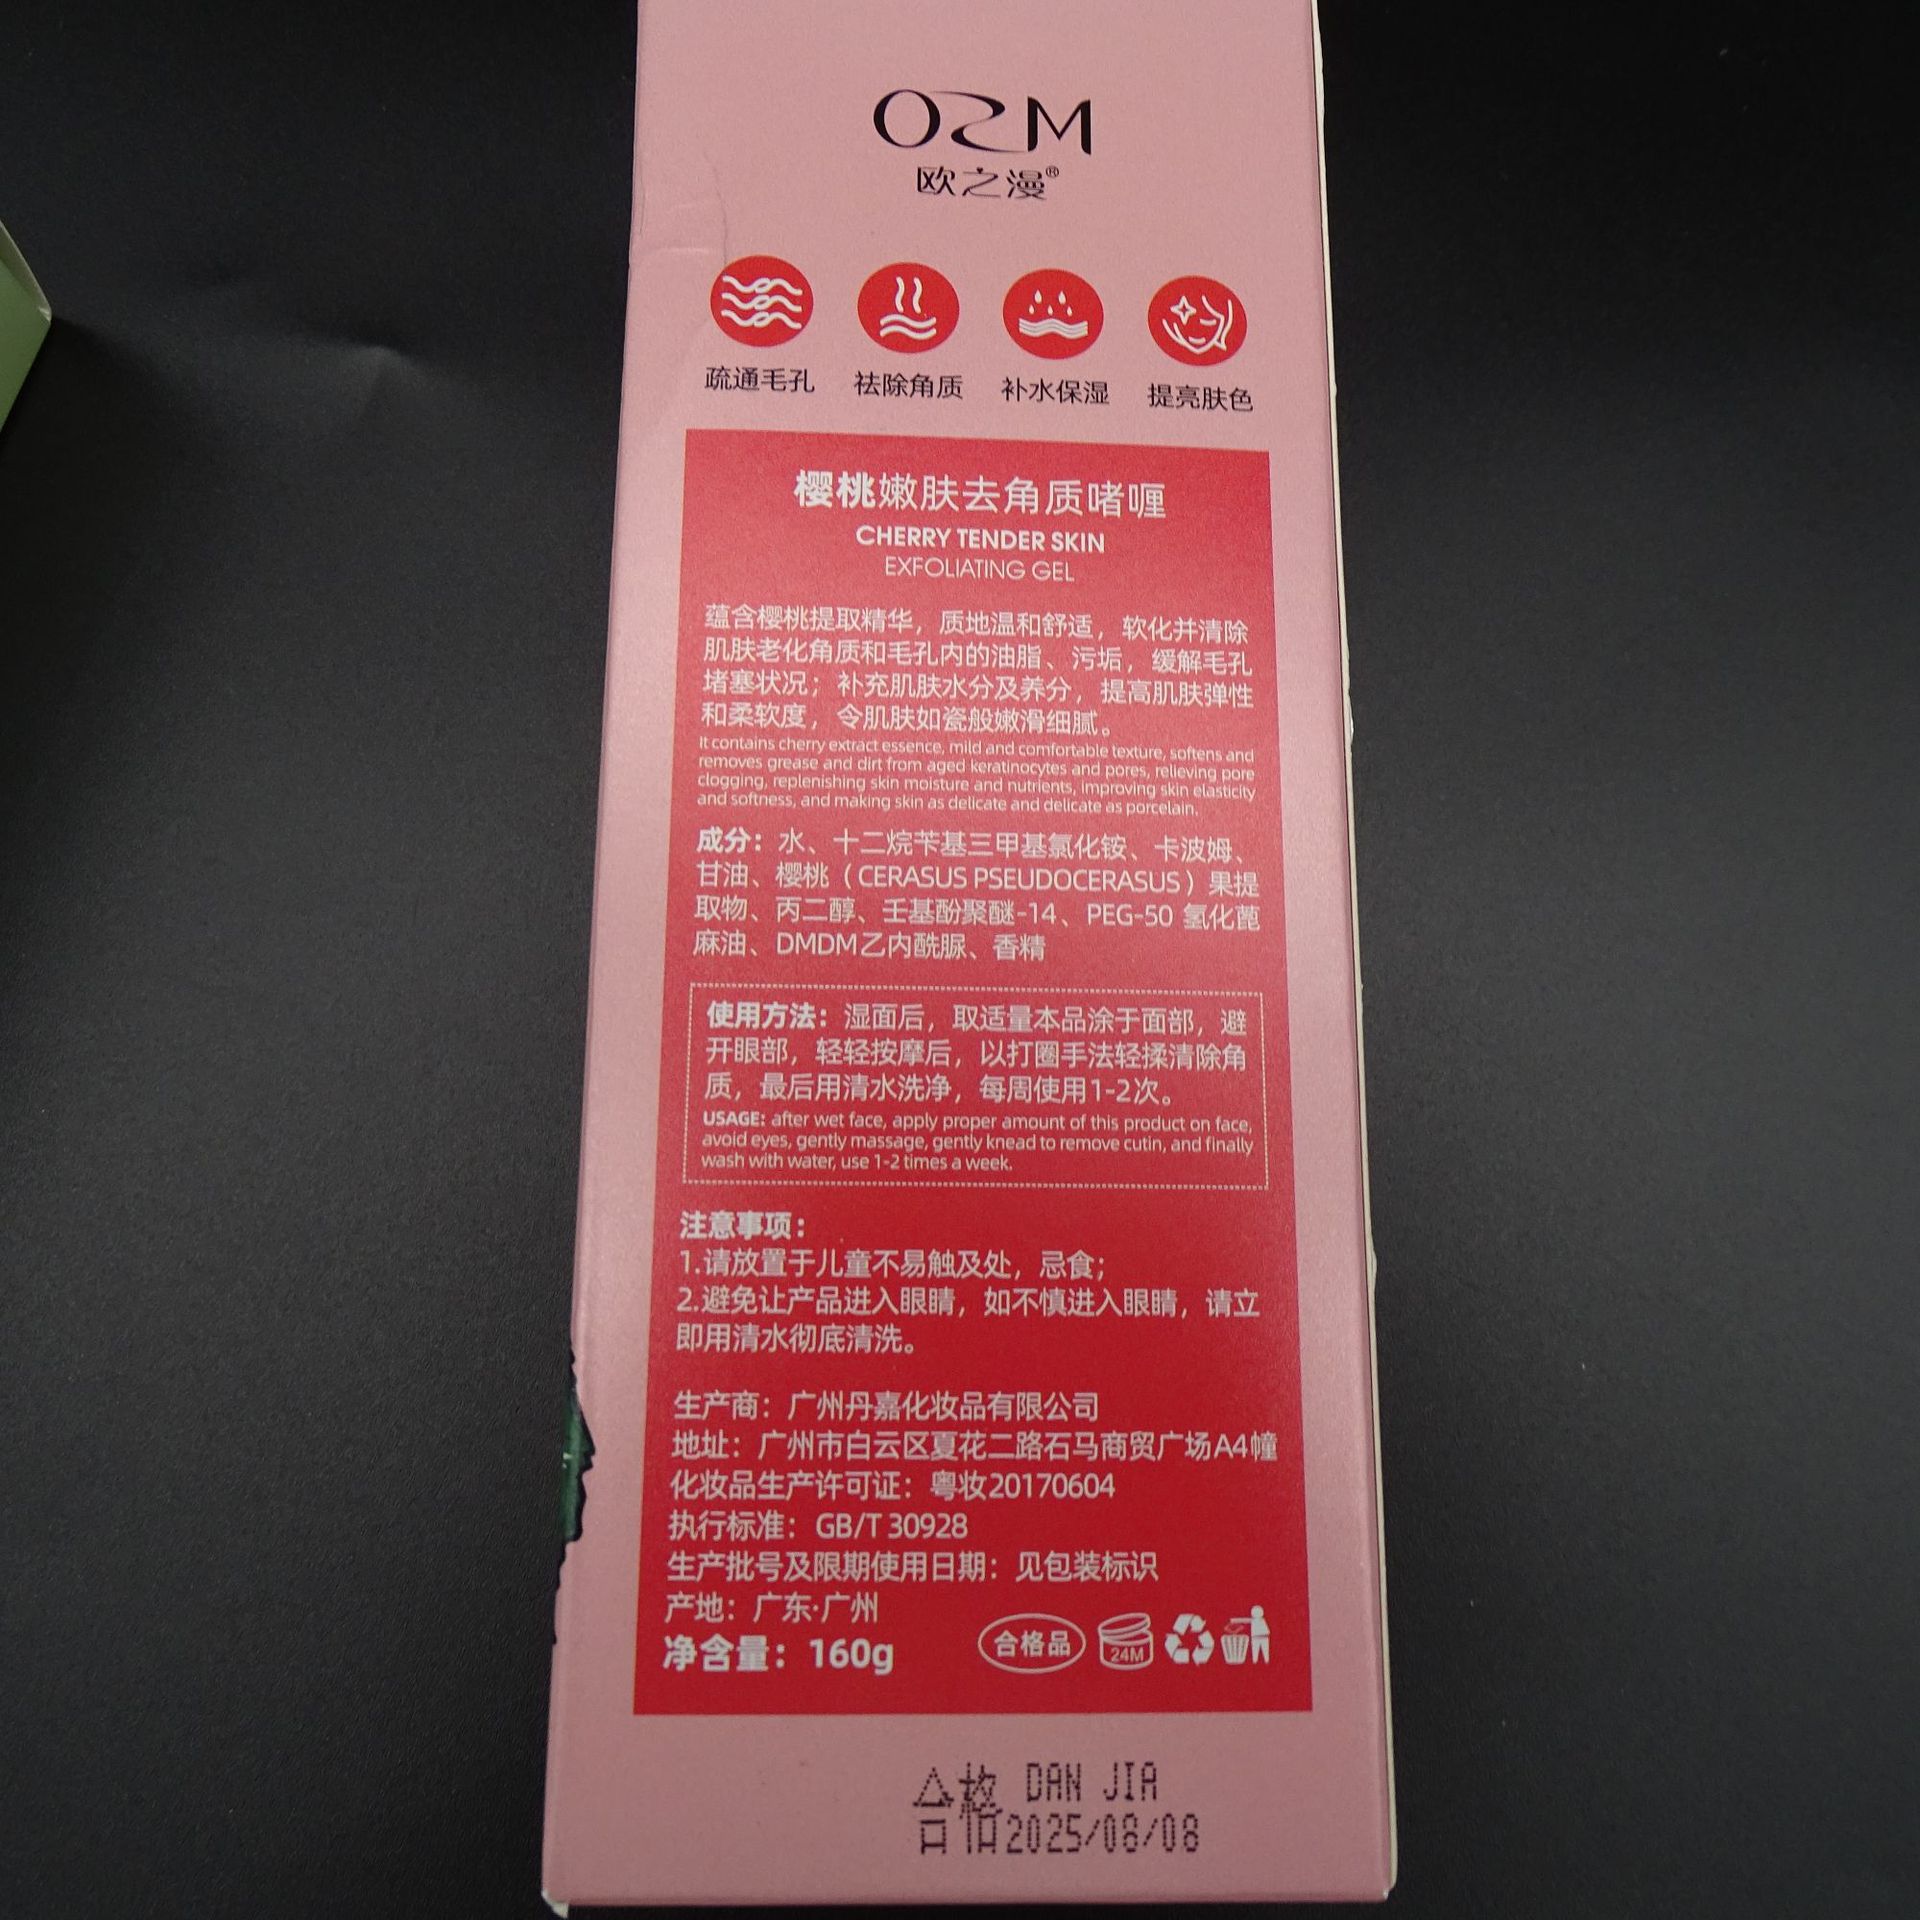 OZM
欧之漫®
疏通毛孔 祛除角质 补水保湿 提亮肤色
樱桃嫩肤去角质啫喱
CHERRY TENDER SKIN
EXFOLIATING GEL
蕴含樱桃提取精华，质地温和舒适，软化并清除
肌肤老化角质和毛孔内的油脂、污垢，缓解毛孔
堵塞状况；补充肌肤水分及养分，提高肌肤弹性
和柔软度，令肌肤如瓷般嫩滑细腻。
It contains cherry extract essence, mild and comfortable texture, softens and
removes grease and dirt from aged keratinocytes and pores, relieving pore
clogging, replenishing skin moisture and nutrients, improving skin elasticity
and softness, and making skin as delicate and delicate as porcelain.
成分：水、十二烷苄基三甲基氯化铵、卡波姆、
甘油、樱桃（CERASUS PSEUDOCERASUS）果提
取物、丙二醇、壬基酚聚醚-14、PEG-50 氢化蓖
麻油、DMDM乙内酰脲、香精
使用方法：湿面后，取适量本品涂于面部，避
开眼部，轻轻按摩后，以打圈手法轻揉清除角
质，最后用清水洗净，每周使用1-2次。
USAGE: after wet face, apply proper amount of this product on face,
avoid eyes, gently massage, gently knead to remove cutin, and finally
wash with water, use 1-2 times a week.
注意事项：
1.请放置于儿童不易触及处，忌食；
2.避免让产品进入眼睛，如不慎进入眼睛，请立
即用清水彻底清洗。
生产商：广州丹嘉化妆品有限公司
地址：广州市白云区夏花二路石马商贸广场A4幢
化妆品生产许可证：粤妆20170604
执行标准：GB/T 30928
生产批号及限期使用日期：见包装标识
产地：广东·广州
净含量：160g
合格品 24M
合格 DAN JIA
2025/08/08